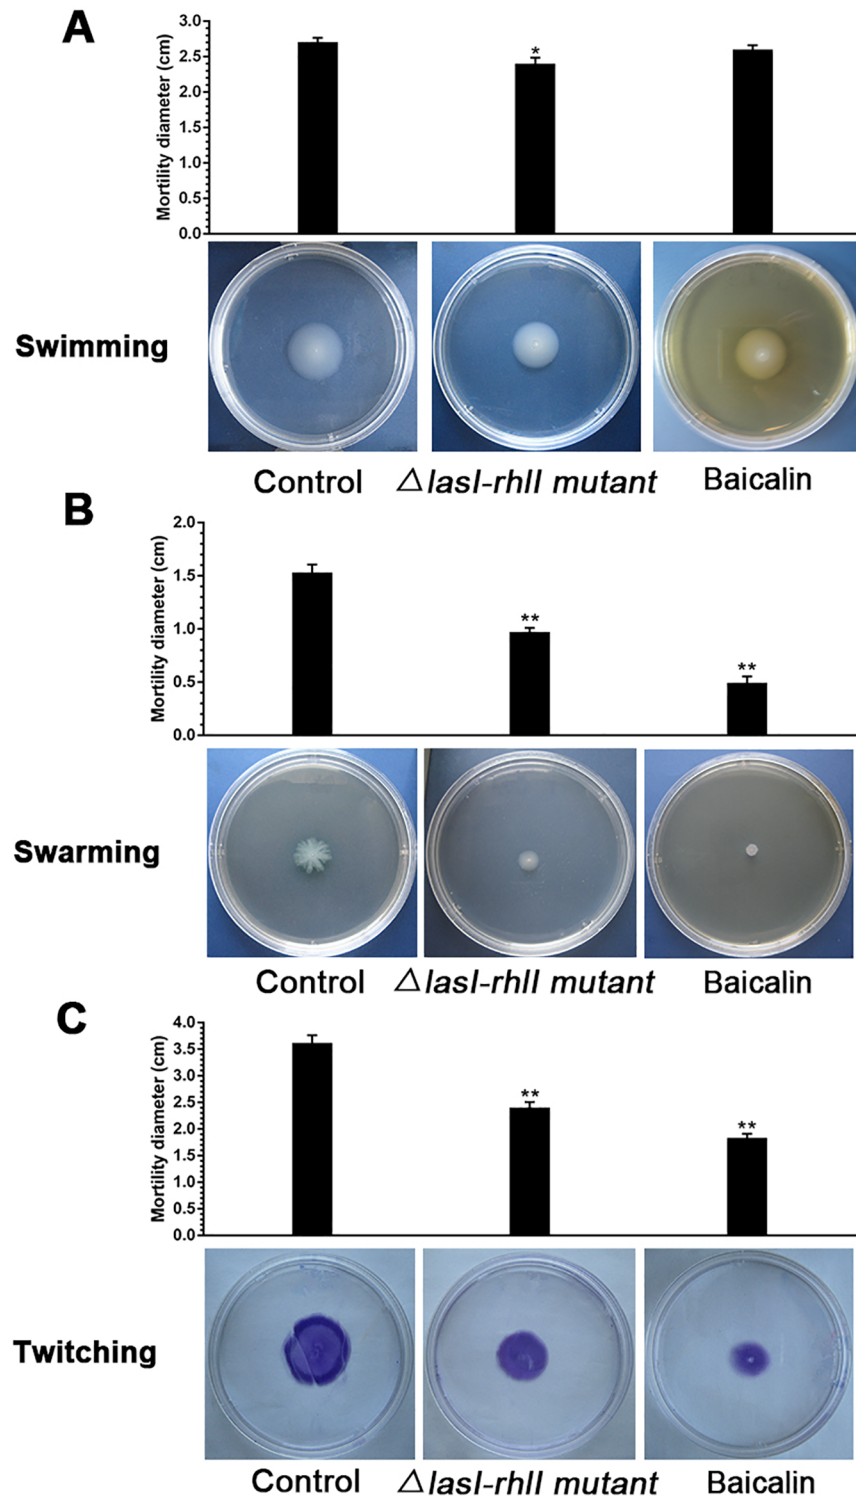 A
Mortility diameter (cm)
3.0
2.5
2.0
1.5
1.0
0.5
0.0
*
Swimming
Control
△lasI-rhlI mutant
Baicalin
B
Mortility diameter (cm)
2.0
1.5
1.0
0.5
0.0
**
**
Swarming
Control
△lasI-rhlI mutant
Baicalin
C
Mortility diameter (cm)
4.0
3.5
3.0
2.5
2.0
1.5
1.0
0.5
0.0
**
**
Twitching
Control
△lasI-rhlI mutant
Baicalin